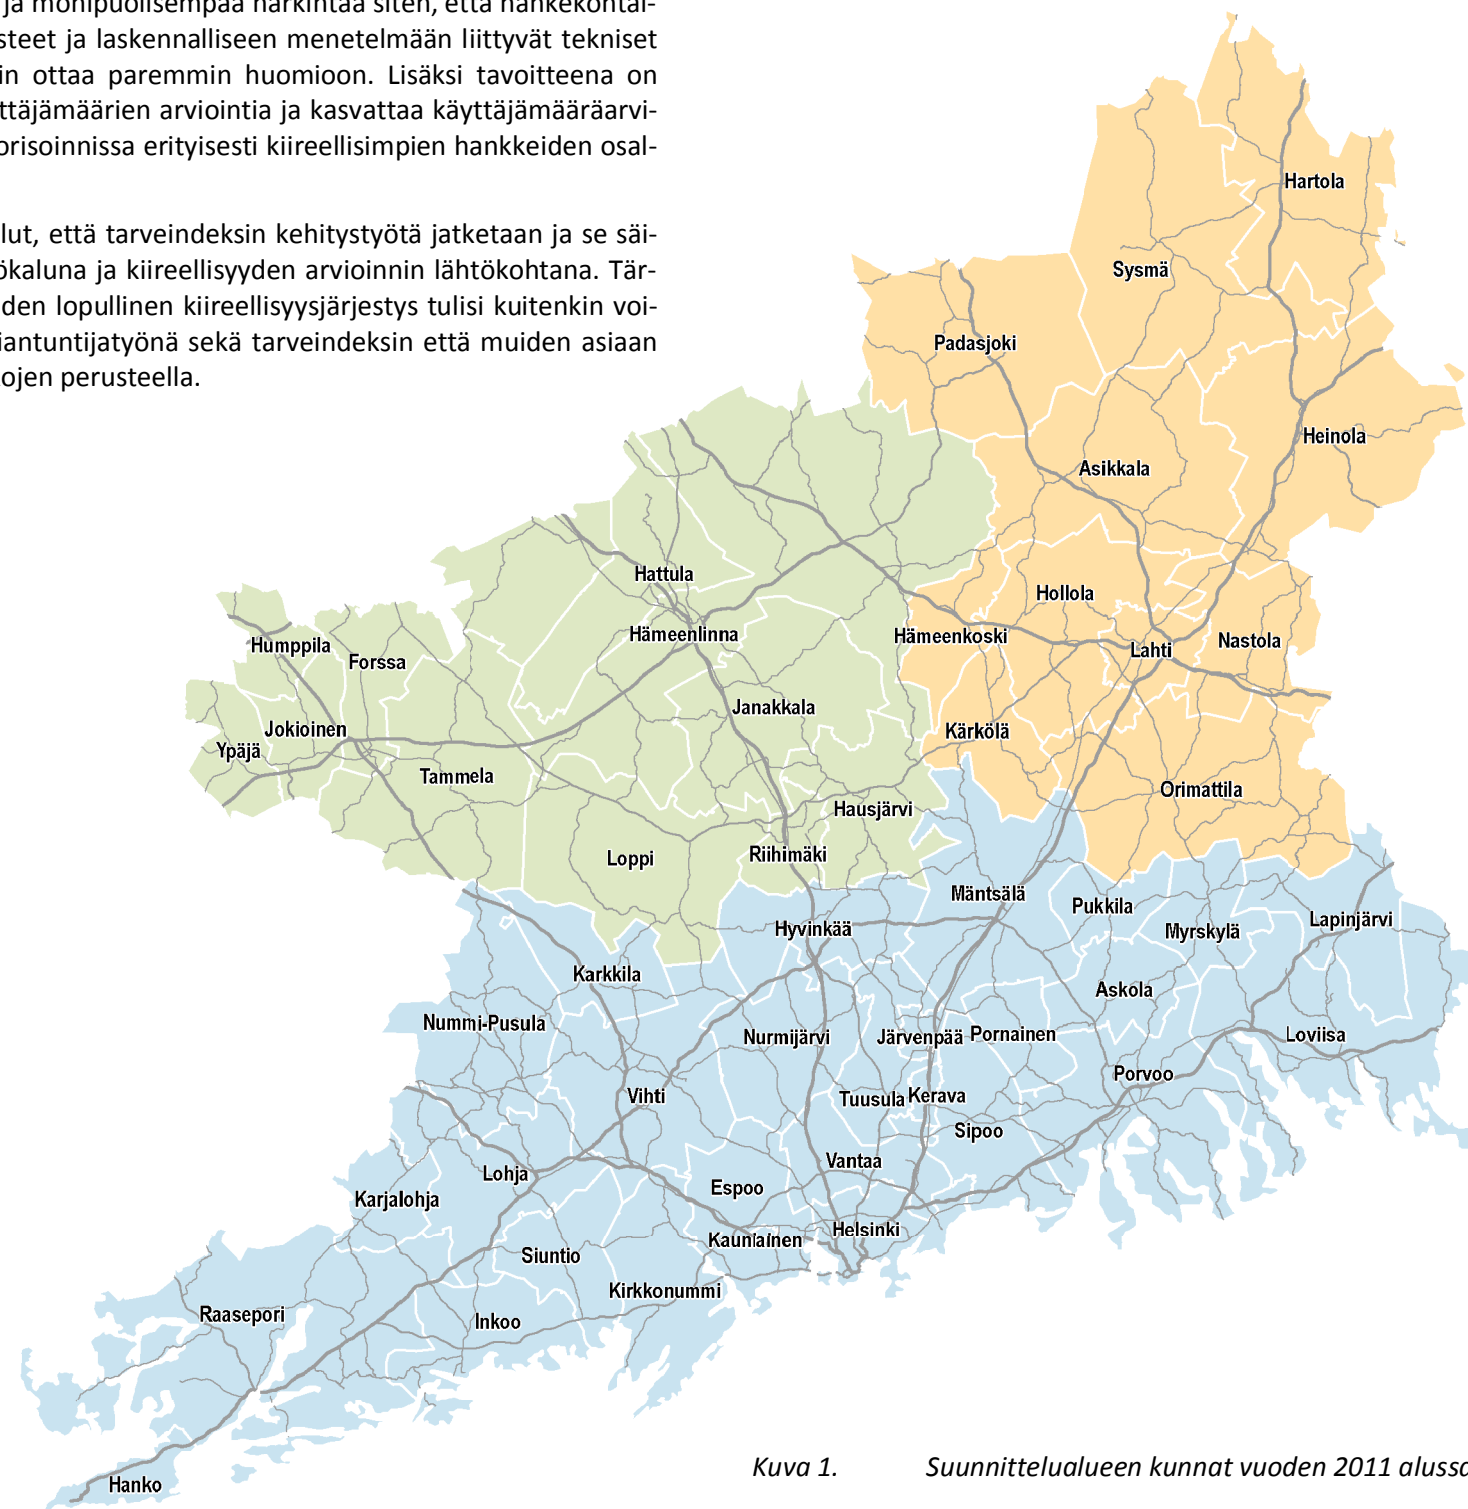 ja monipuolisempaa harkintaa siten, että hankekohtai-
steet ja laskennalliseen menetelmään liittyvät tekniset
in ottaa paremmin huomioon. Lisäksi tavoitteena on
ttäjämäärien arviointia ja kasvattaa käyttäjämääräarvi-
orisoinnissa erityisesti kiireellisimpien hankkeiden osal-
lut, että tarveindeksin kehitystyötä jatketaan ja se säi-
ökaluna ja kiireellisyyden arvioinnin lähtökohtana. Tär-
den lopullinen kiireellisyysjärjestys tulisi kuitenkin voi-
iantuntijatyönä sekä tarveindeksin että muiden asiaan
ojen perusteella.
Hartola
Sysmä
Padasjoki
Heinola
Asikkala
Hattula
Hollola
Hämeenlinna
Hämeenkoski
Humppila
Nastola
Lahti
Forssa
Janakkala
Jokioinen
Kärkölä
Ypäjä
Tammela
Orimattila
Hausjärvi
Loppi
Riihimäki
Mäntsälä
Pukkila
Lapinjärvi
Hyvinkää
Myrskylä
Karkkila
Askola
Nummi-Pusula
Nurmijärvi
Järvenpää
Pornainen
Loviisa
Porvoo
Vihti
Tuusula
Kerava
Sipoo
Vantaa
Lohja
Espoo
Karjalohja
Helsinki
Kauniainen
Siuntio
Kirkkonummi
Raasepori
Inkoo
Hanko
Kuva 1. Suunnittelualueen kunnat vuoden 2011 alussa